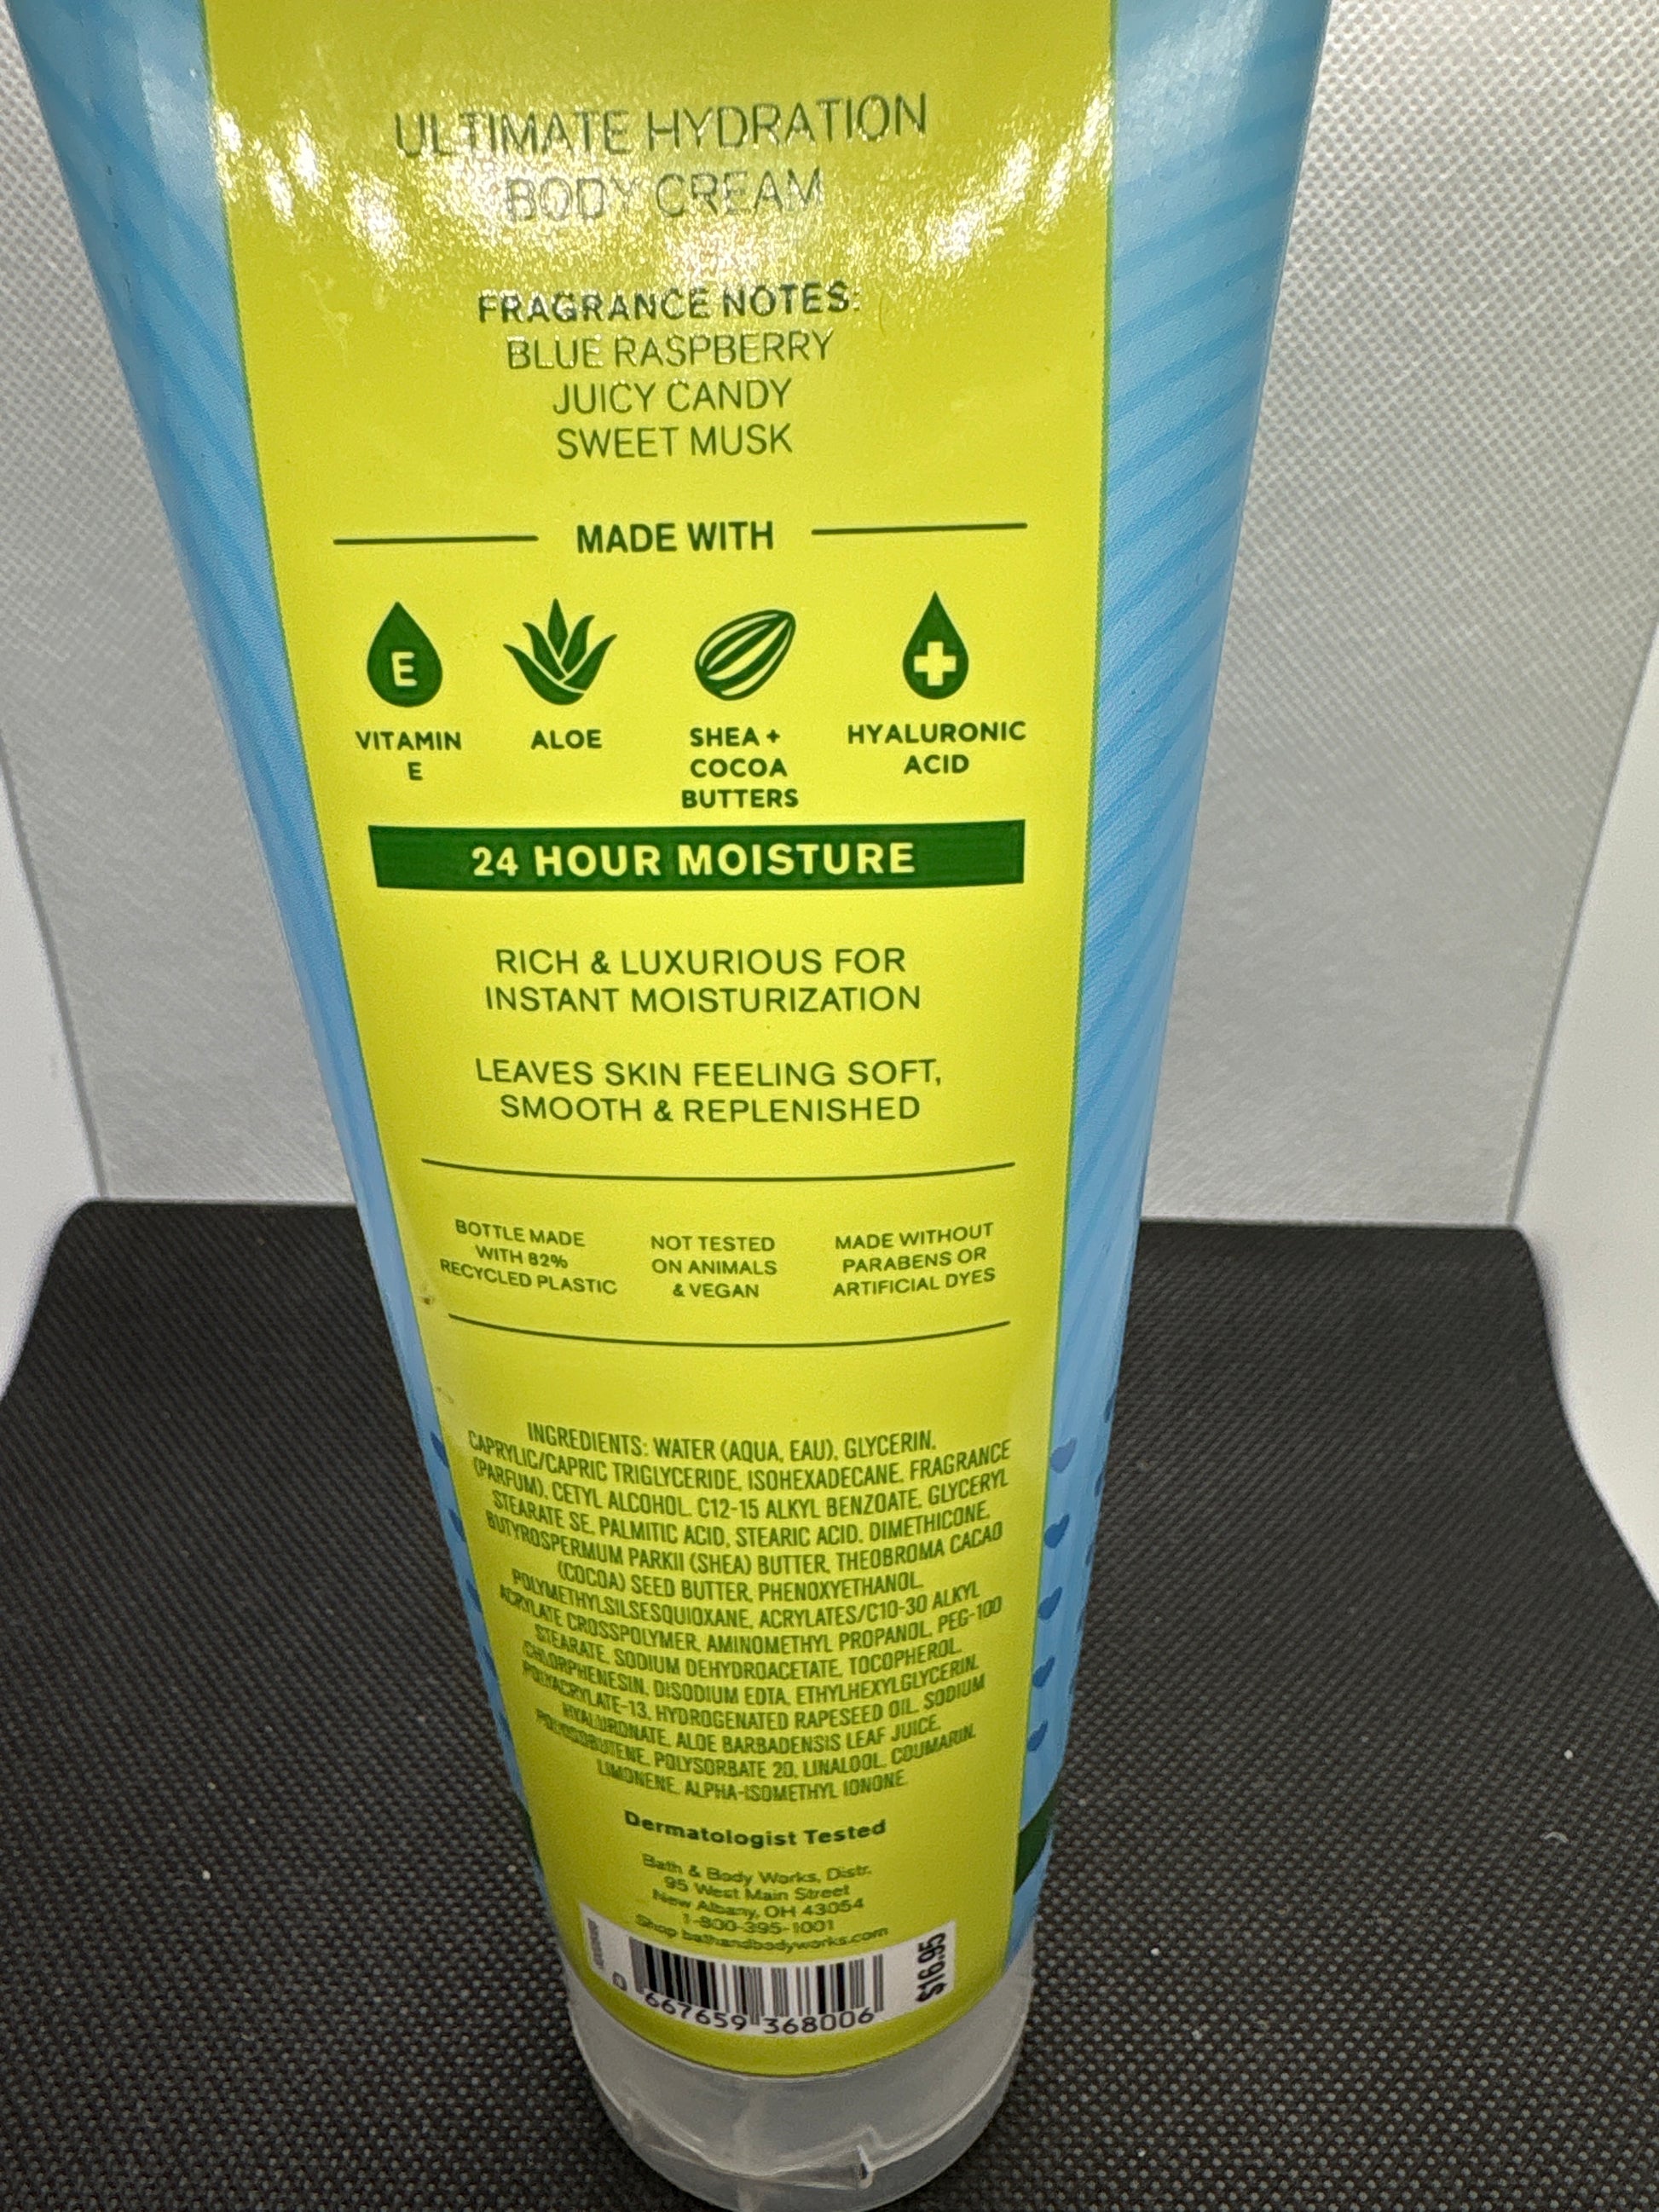 ULTIMATE HYDRATION
BODY CREAM
FRAGRANCE NOTES:
BLUE RASPBERRY
JUICY CANDY
SWEET MUSK
MADE WITH
E
VITAMIN
E
ALOE
SHEA +
COCOA
BUTTERS
HYALURONIC
ACID
24 HOUR MOISTURE
RICH & LUXURIOUS FOR
INSTANT MOISTURIZATION
LEAVES SKIN FEELING SOFT,
SMOOTH & REPLENISHED
BOTTLE MADE
WITH 82%
RECYCLED PLASTIC
NOT TESTED
ON ANIMALS
& VEGAN
MADE WITHOUT
PARABENS OR
ARTIFICIAL DYES
INGREDIENTS: WATER (AQUA, EAU), GLYCERIN,
CAPRYLIC/CAPRIC TRIGLYCERIDE, ISOHEXADECANE, FRAGRANCE
(PARFUM), CETYL ALCOHOL, C12-15 ALKYL BENZOATE, GLYCERYL
STEARATE SE, PALMITIC ACID, STEARIC ACID, DIMETHICONE,
BUTYROSPERMUM PARKII (SHEA) BUTTER, THEOBROMA CACAO
(COCOA) SEED BUTTER, PHENOXYETHANOL,
POLYMETHYLSILSESQUIOXANE, ACRYLATES/C10-30 ALKYL
ACRYLATE CROSSPOLYMER, AMINOMETHYL PROPANOL, PEG-100
STEARATE, SODIUM DEHYDROACETATE, TOCOPHEROL,
CHLORPHENESIN, DISODIUM EDTA, ETHYLHEXYLGLYCERIN,
POLYACRYLATE-13, HYDROGENATED RAPESEED OIL, SODIUM
HYALURONATE, ALOE BARBADENSIS LEAF JUICE,
POLYISOBUTENE, POLYSORBATE 20, LINALOOL, COUMARIN,
LIMONENE, ALPHA-ISOMETHYL IONONE.
Dermatologist Tested
Bath & Body Works, Distr.
95 West Main Street
New Albany, OH 43054
1-800-395-1001
Shop bathandbodyworks.com
$16.95
0 667659 368006